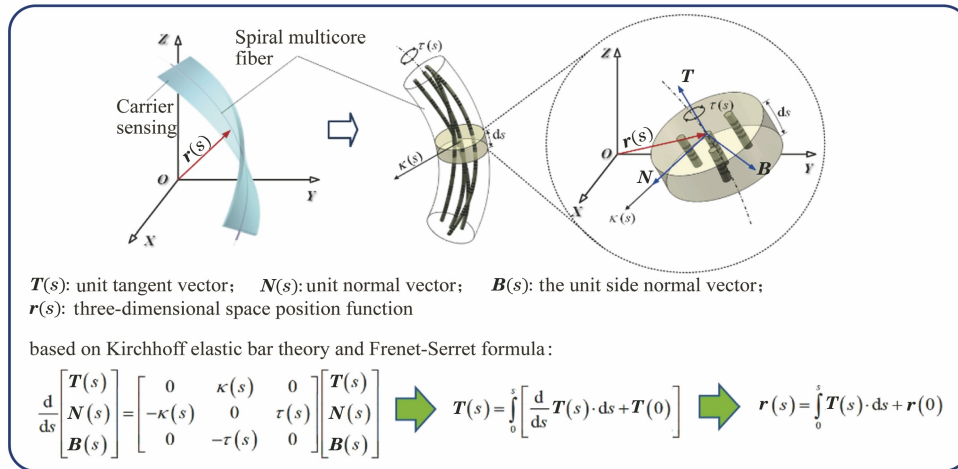 Z
Spiral multicore
fiber
Carrier
sensing
r(s)
O
Y
X
τ(s)
ds
κ(s)
Z
T
τ(s)
ds
r(s)
O
N
B
Y
κ(s)
X
T(s): unit tangent vector; N(s): unit normal vector; B(s): the unit side normal vector;
r(s): three-dimensional space position function
based on Kirchhoff elastic bar theory and Frenet-Serret formula:
d/ds [T(s) N(s) B(s)] = [0 κ(s) 0 −κ(s) 0 τ(s) 0 −τ(s) 0] [T(s) N(s) B(s)] T(s)=∫₀ˢ[d/ds T(s)·ds+T(0)] r(s)=∫₀ˢT(s)·ds+r(0)